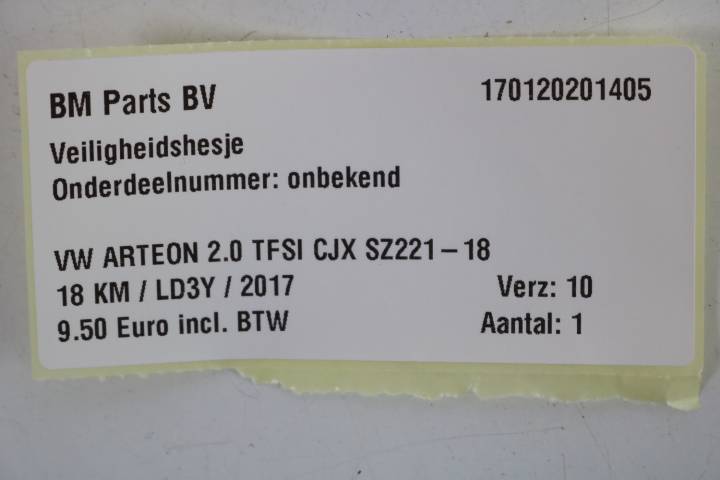 BM Parts BV 170120201405
Veiligheidshesje
Onderdeelnummer: onbekend
VW ARTEON 2.0 TFSI CJX SZ221-18
18 KM / LD3Y / 2017 Verz: 10
9.50 Euro incl. BTW Aantal: 1